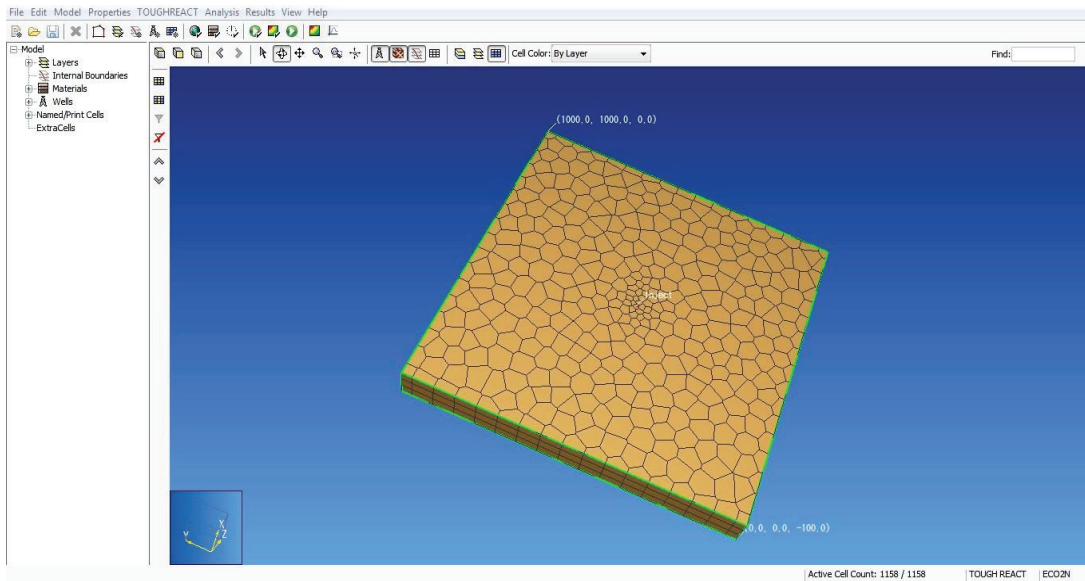 File Edit Model Properties TOUGHREACT Analysis Results View Help
Model
Layers
Internal Boundaries
Materials
Wells
Named/Print Cells
ExtraCells
Cell Color: By Layer
Find:
(1000.0, 1000.0, 0.0)
Inject
(0.0, 0.0, -100.0)
X
Y
Z
Active Cell Count: 1158 / 1158
TOUGH REACT
ECO2N